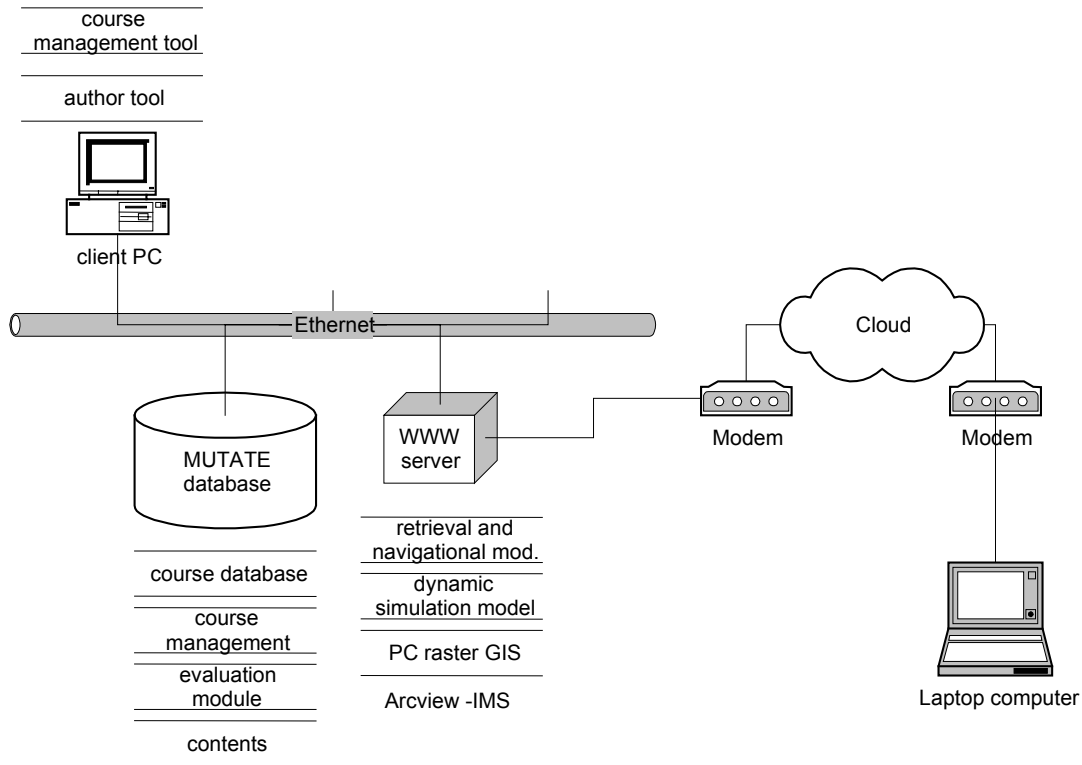 course
management tool
author tool
client PC
Ethernet
Cloud
Modem
Modem
MUTATE
database
WWW
server
course database
course
management
evaluation
module
contents
retrieval and
navigational mod.
dynamic
simulation model
PC raster GIS
Arcview -IMS
Laptop computer